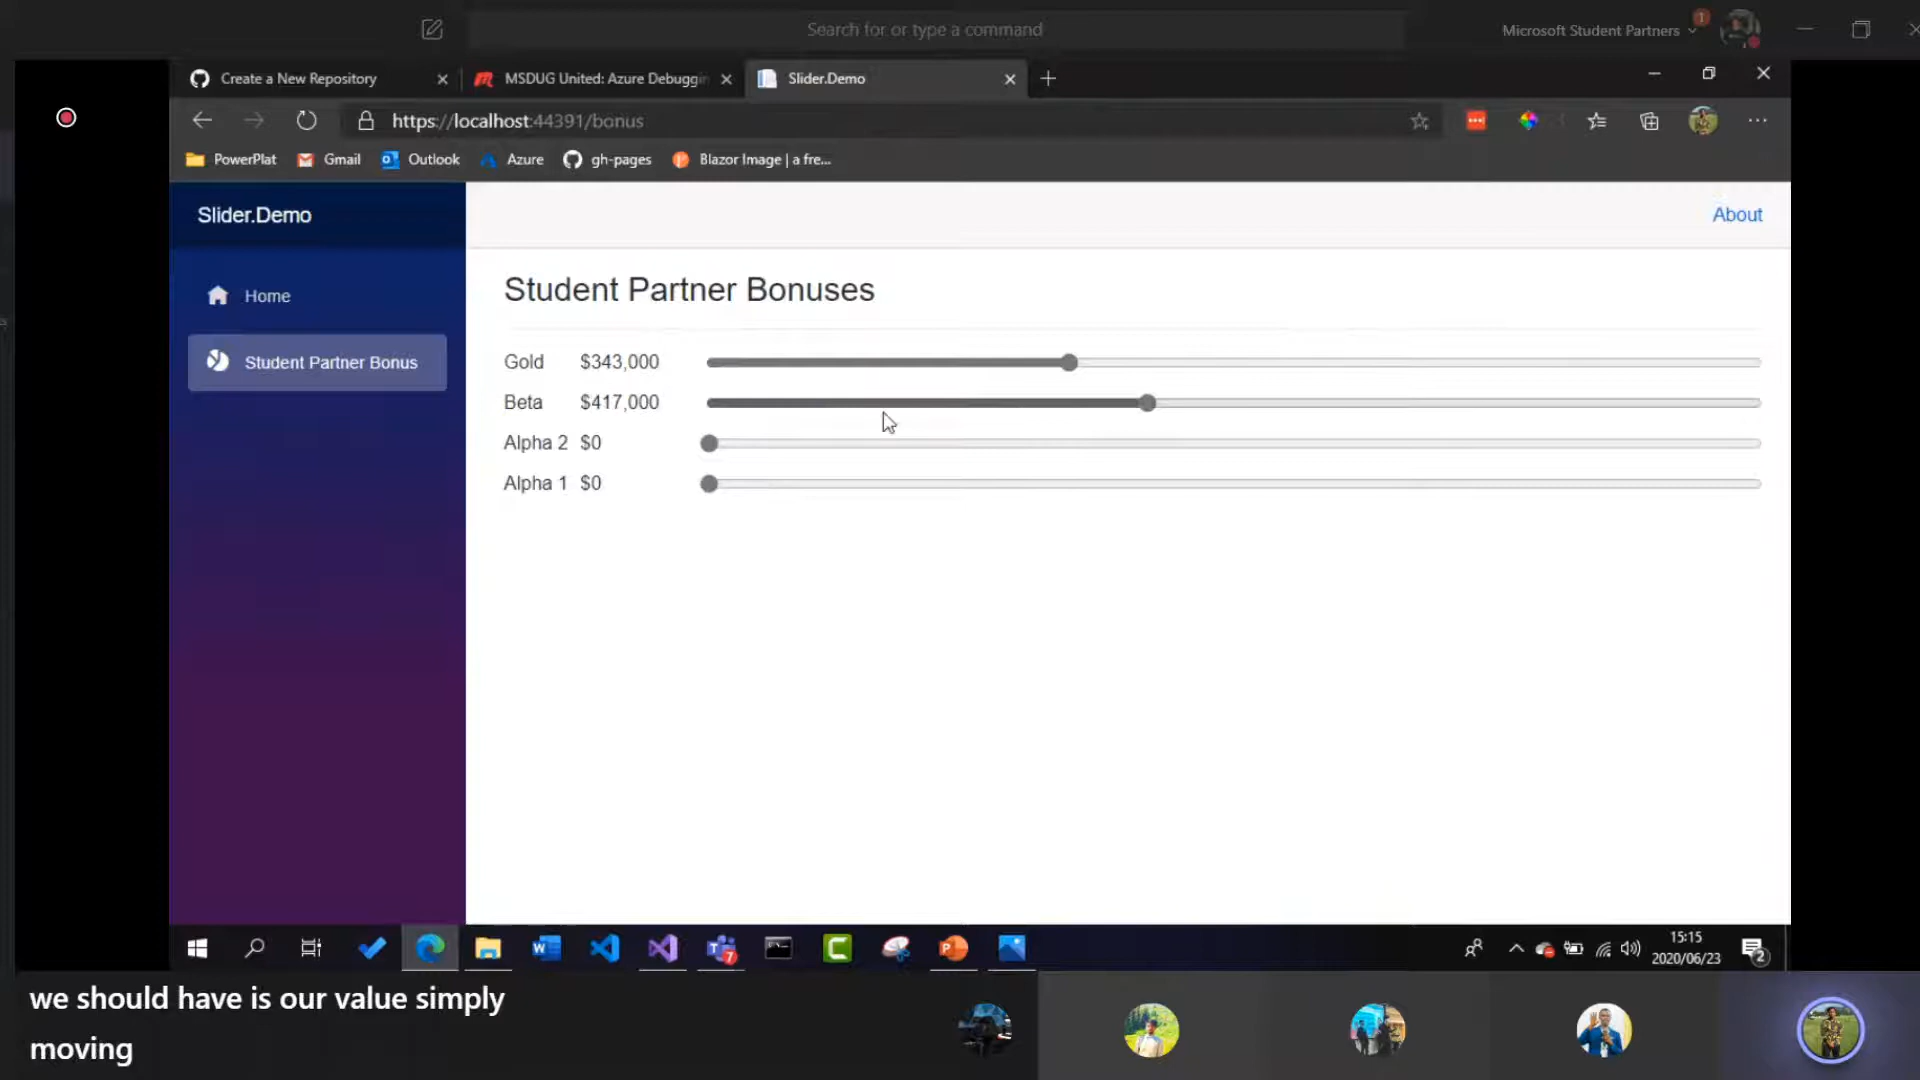 Search for or type a command
Microsoft Student Partners
1
Create a New Repository
MSDUG United: Azure Debuggin
Slider.Demo
https://localhost:44391/bonus
PowerPlat
Gmail
Outlook
Azure
gh-pages
Blazor Image | a fre...
Slider.Demo
About
Home
Student Partner Bonus
Student Partner Bonuses
Gold $343,000
Beta $417,000
Alpha 2 $0
Alpha 1 $0
7
15:15
2020/06/23
2
we should have is our value simply
moving